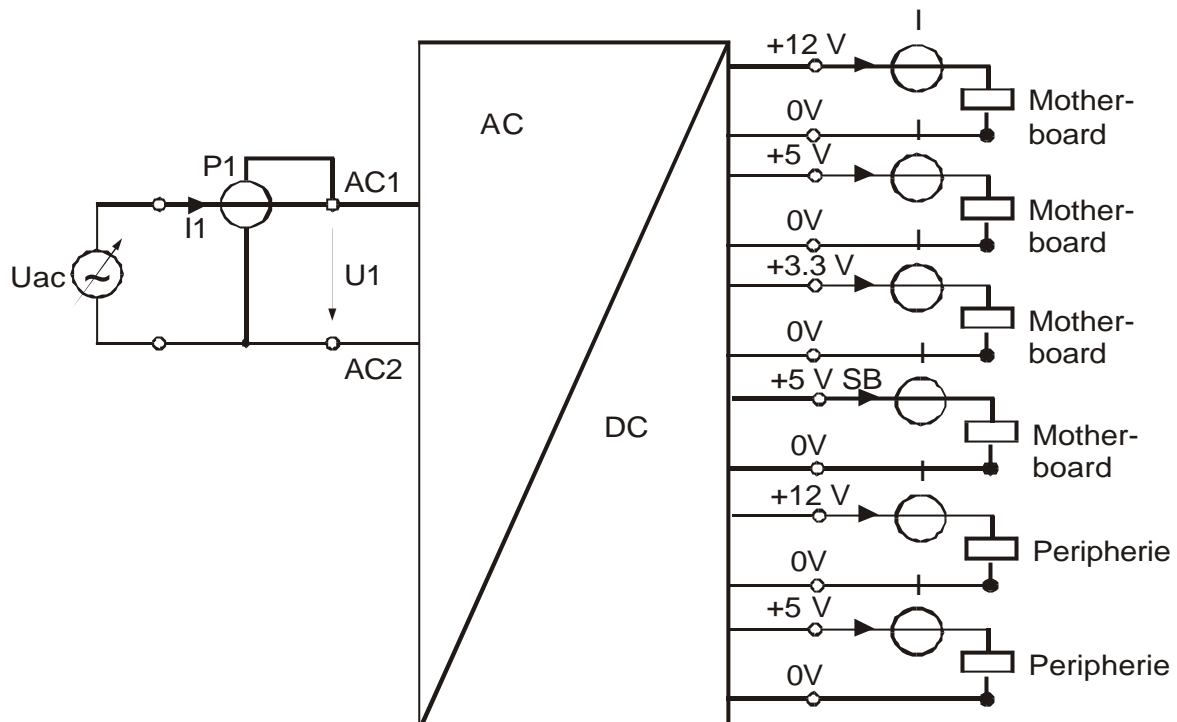 I
+12 V
Mother-
board
0V
I
+5 V
Mother-
board
0V
I
+3.3 V
Mother-
board
0V
I
+5 V SB
Mother-
board
0V
I
+12 V
Peripherie
0V
I
+5 V
Peripherie
0V
AC
DC
P1
AC1
I1
Uac
~
U1
AC2